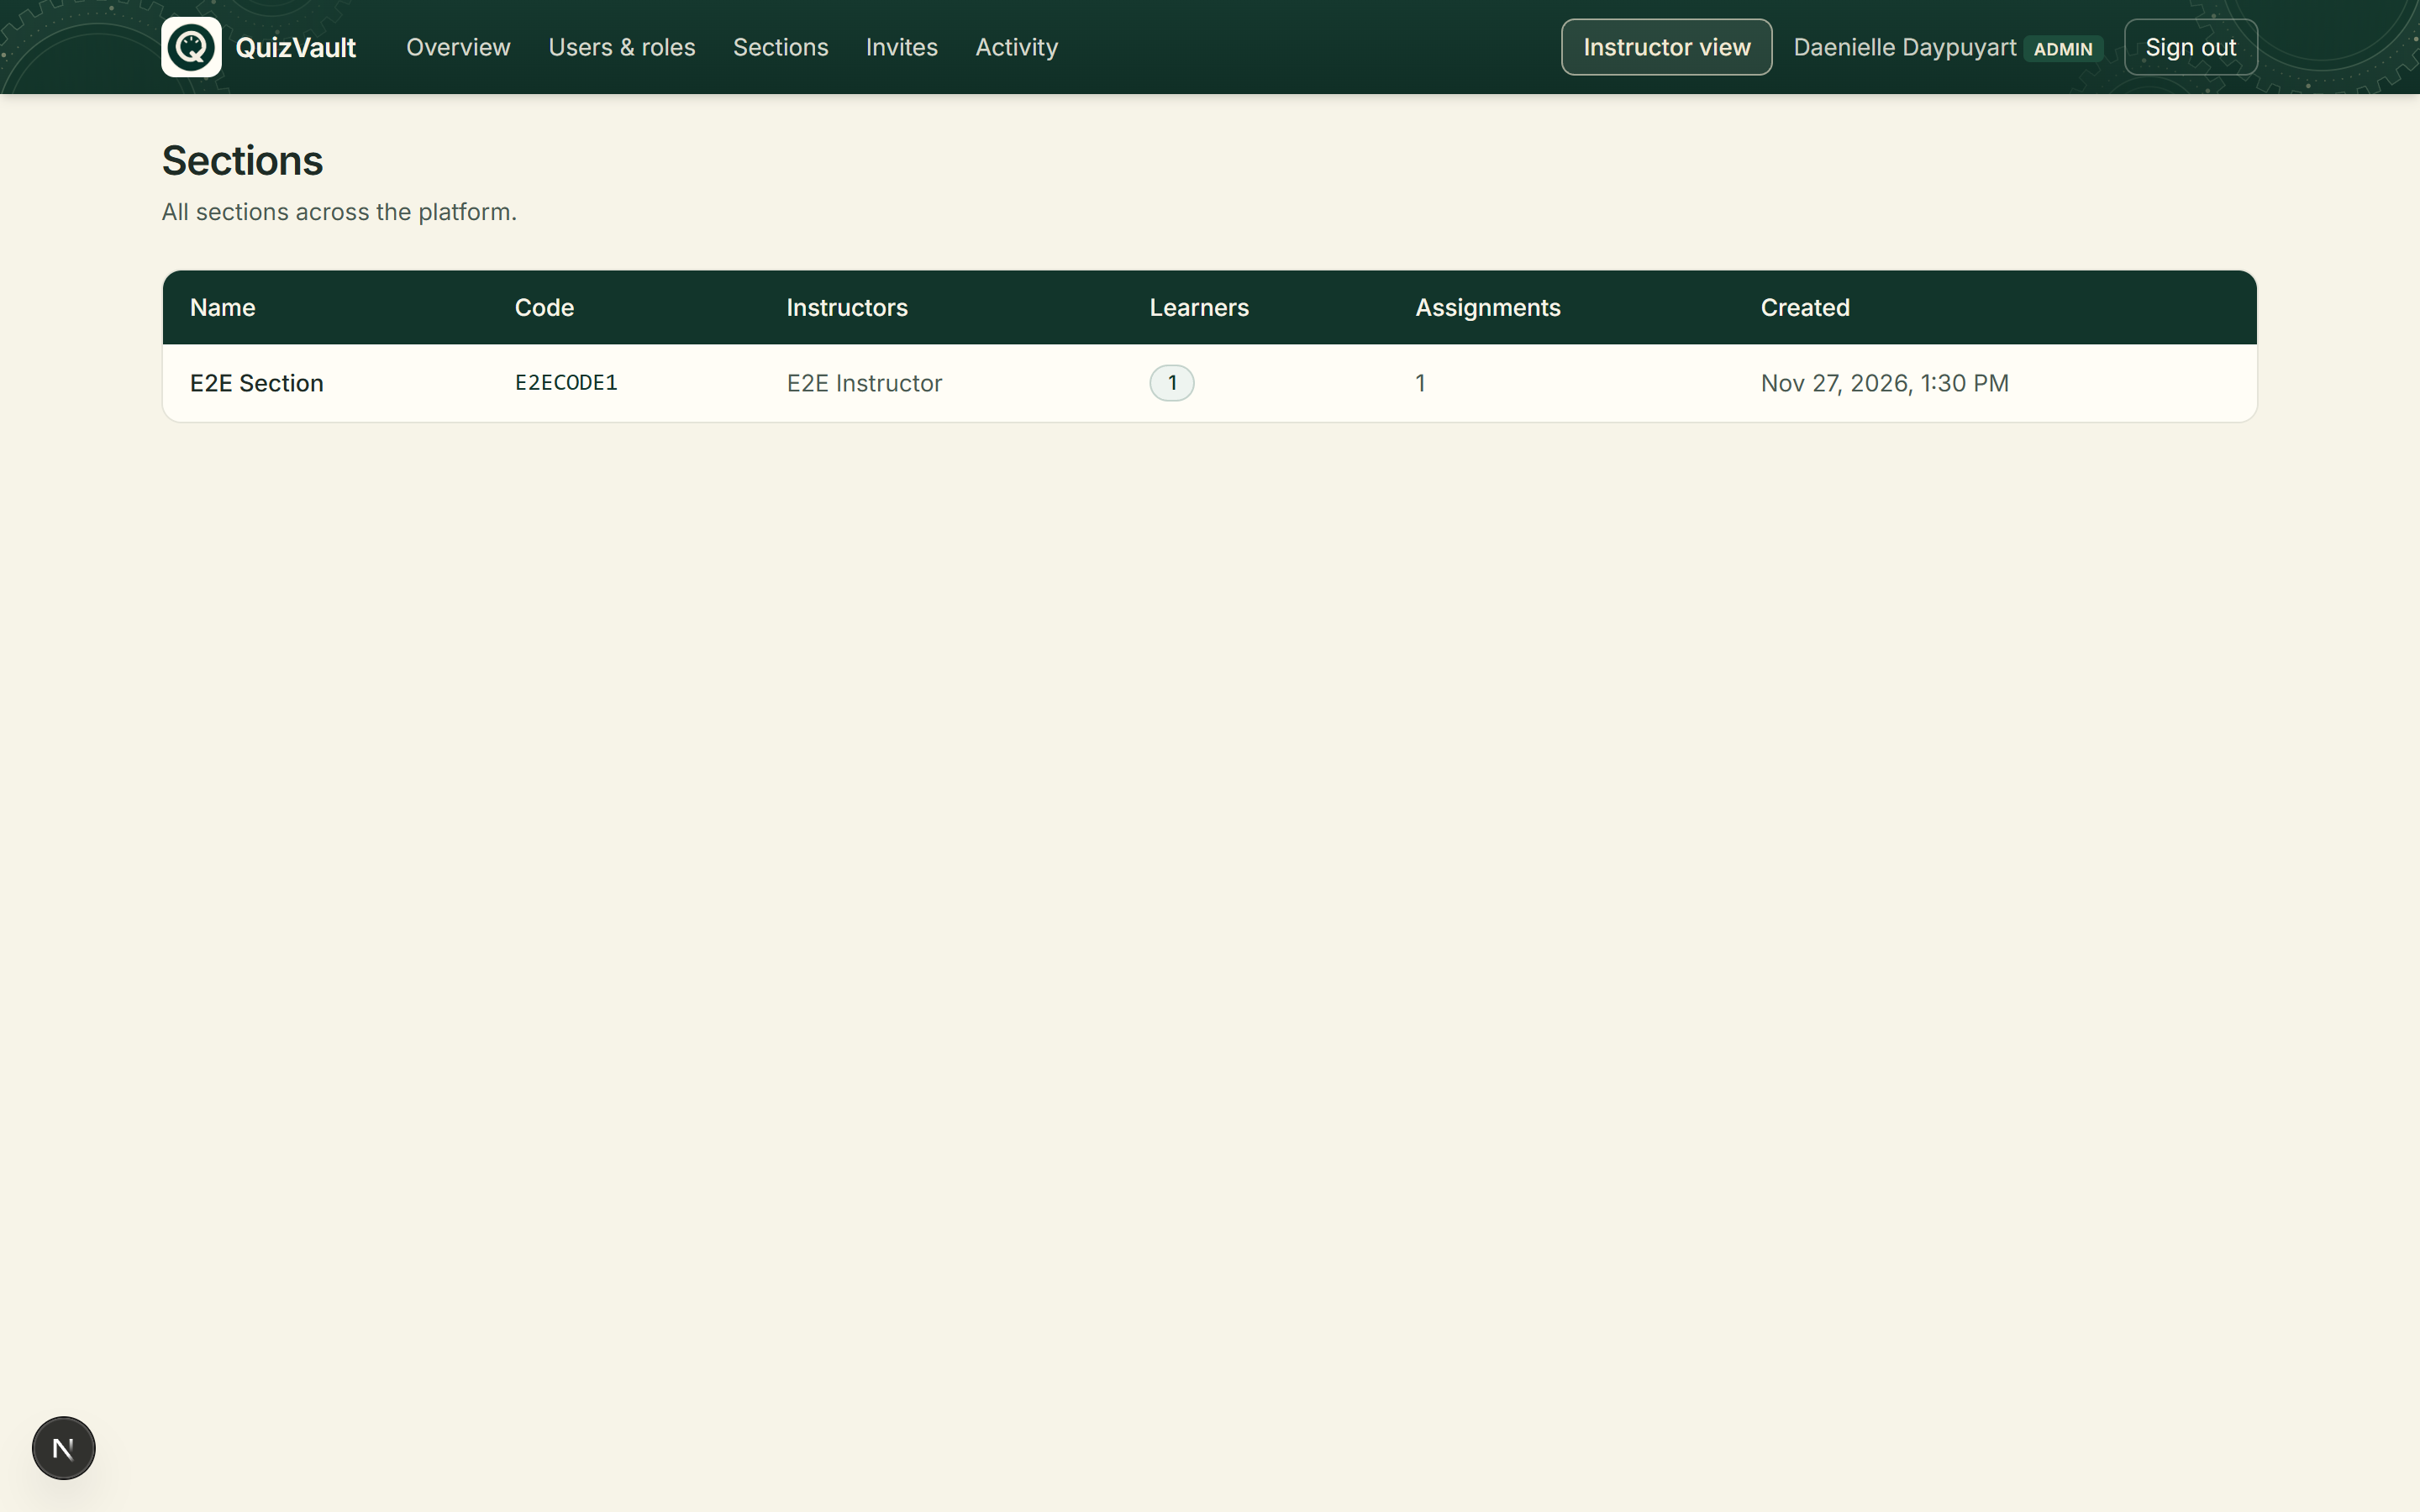 QuizVault Overview Users & roles Sections Invites Activity Instructor view Daenielle Daypuyart ADMIN Sign out
Sections
All sections across the platform.
Name Code Instructors Learners Assignments Created
E2E Section E2ECODE1 E2E Instructor 1 1 Nov 27, 2026, 1:30 PM
N